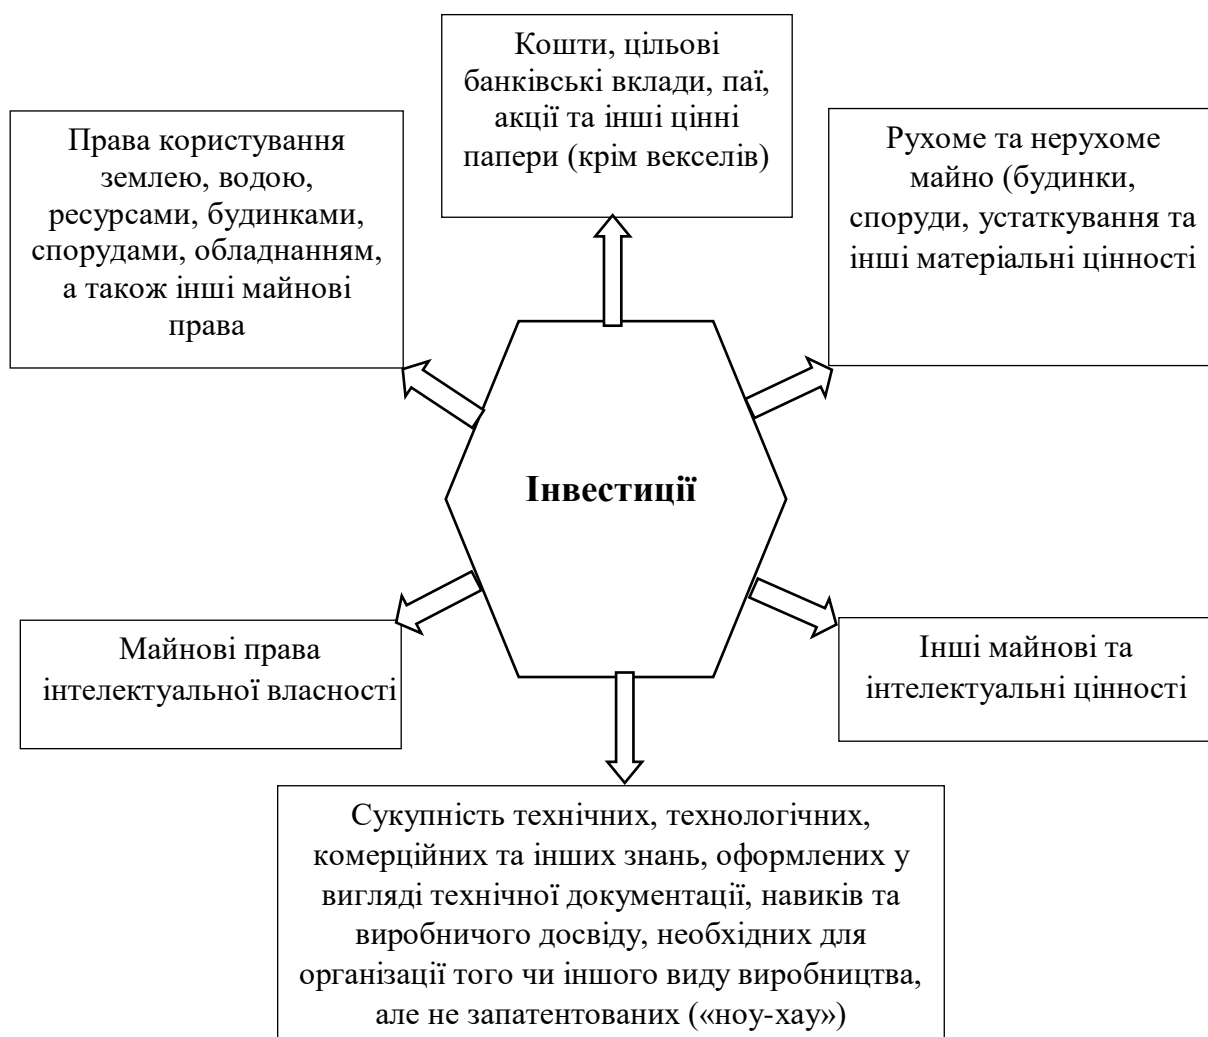 Кошти, цільові
банківські вклади, паї,
акції та інші цінні
папери (крім векселів)
Права користування
землею, водою,
ресурсами, будинками,
спорудами, обладнанням,
а також інші майнові
права
Рухоме та нерухоме
майно (будинки,
споруди, устаткування та
інші матеріальні цінності
Інвестиції
Майнові права
інтелектуальної власності
Інші майнові та
інтелектуальні цінності
Сукупність технічних, технологічних,
комерційних та інших знань, оформлених у
вигляді технічної документації, навиків та
виробничого досвіду, необхідних для
організації того чи іншого виду виробництва,
але не запатентованих («ноу-хау»)